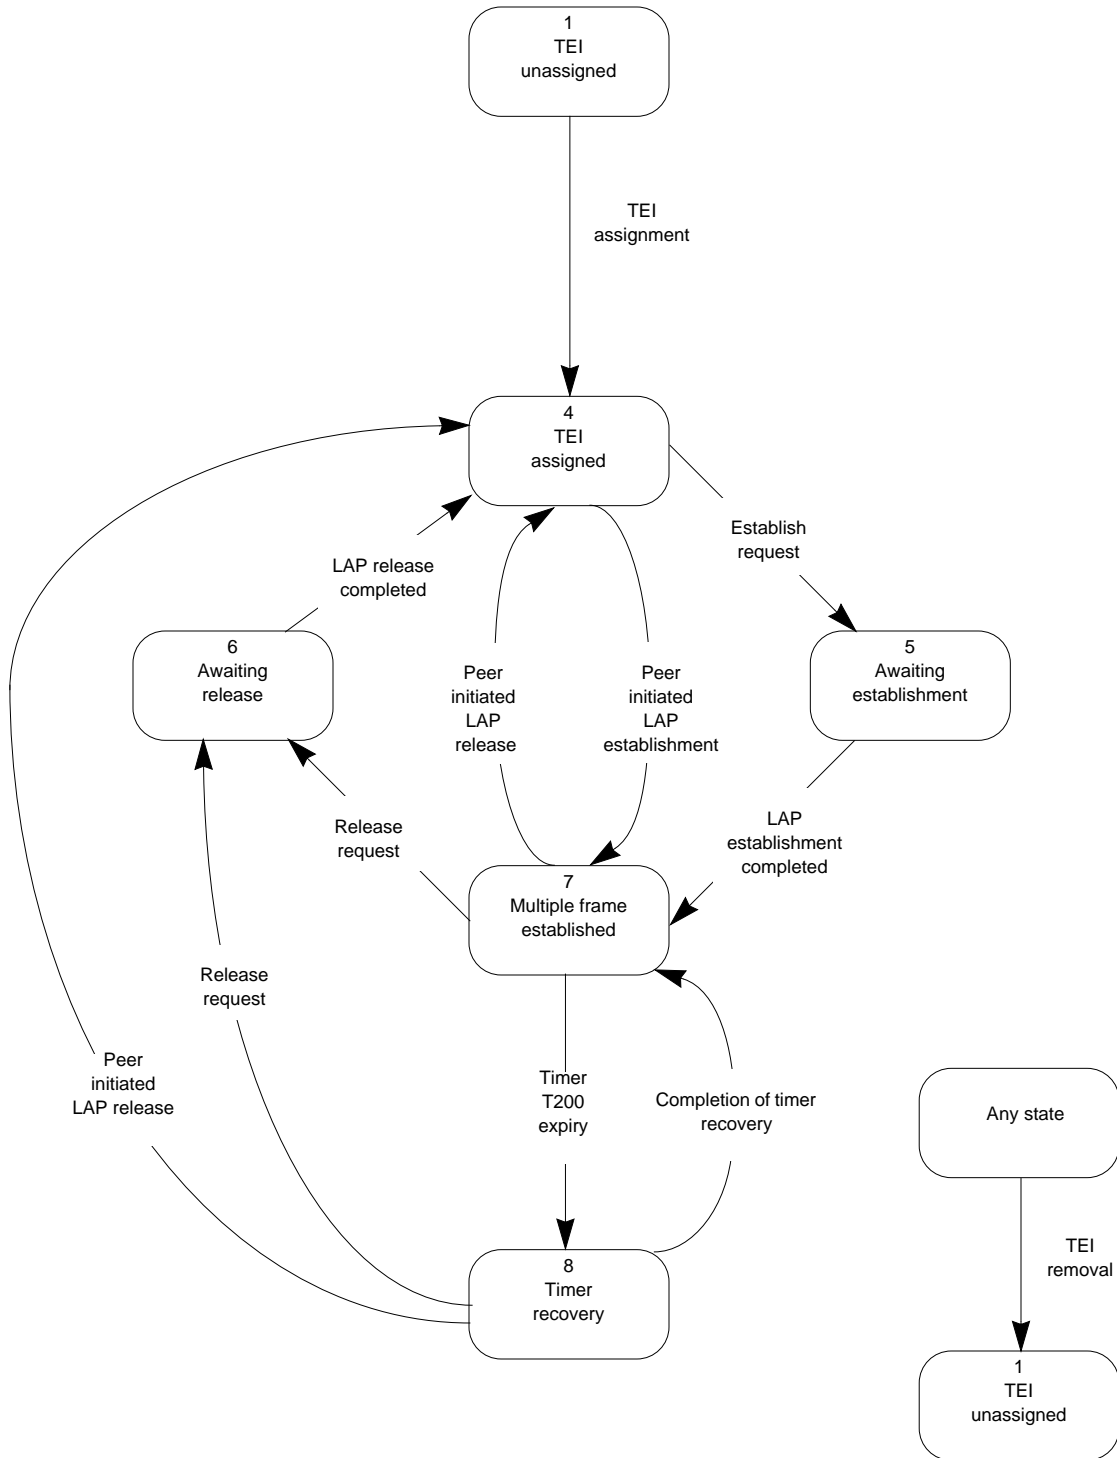 1
TEI
unassigned
TEI
assignment
4
TEI
assigned
Establish
request
LAP release
completed
6
Awaiting
release
Peer
initiated
LAP
release
Peer
initiated
LAP
establishment
5
Awaiting
establishment
Release
request
LAP
establishment
completed
7
Multiple frame
established
Release
request
Peer
initiated
LAP release
Timer
T200
expiry
Completion of timer
recovery
Any state
8
Timer
recovery
TEI
removal
1
TEI
unassigned